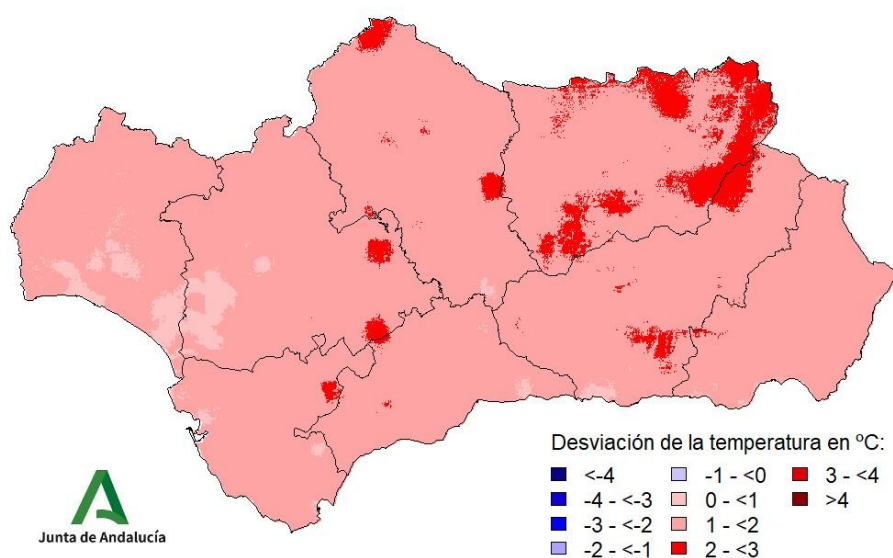 Desviación de la temperatura en ºC:
<-4
-4 - <-3
-3 - <-2
-2 - <-1
-1 - <0
0 - <1
1 - <2
2 - <3
3 - <4
>4
Junta de Andalucía